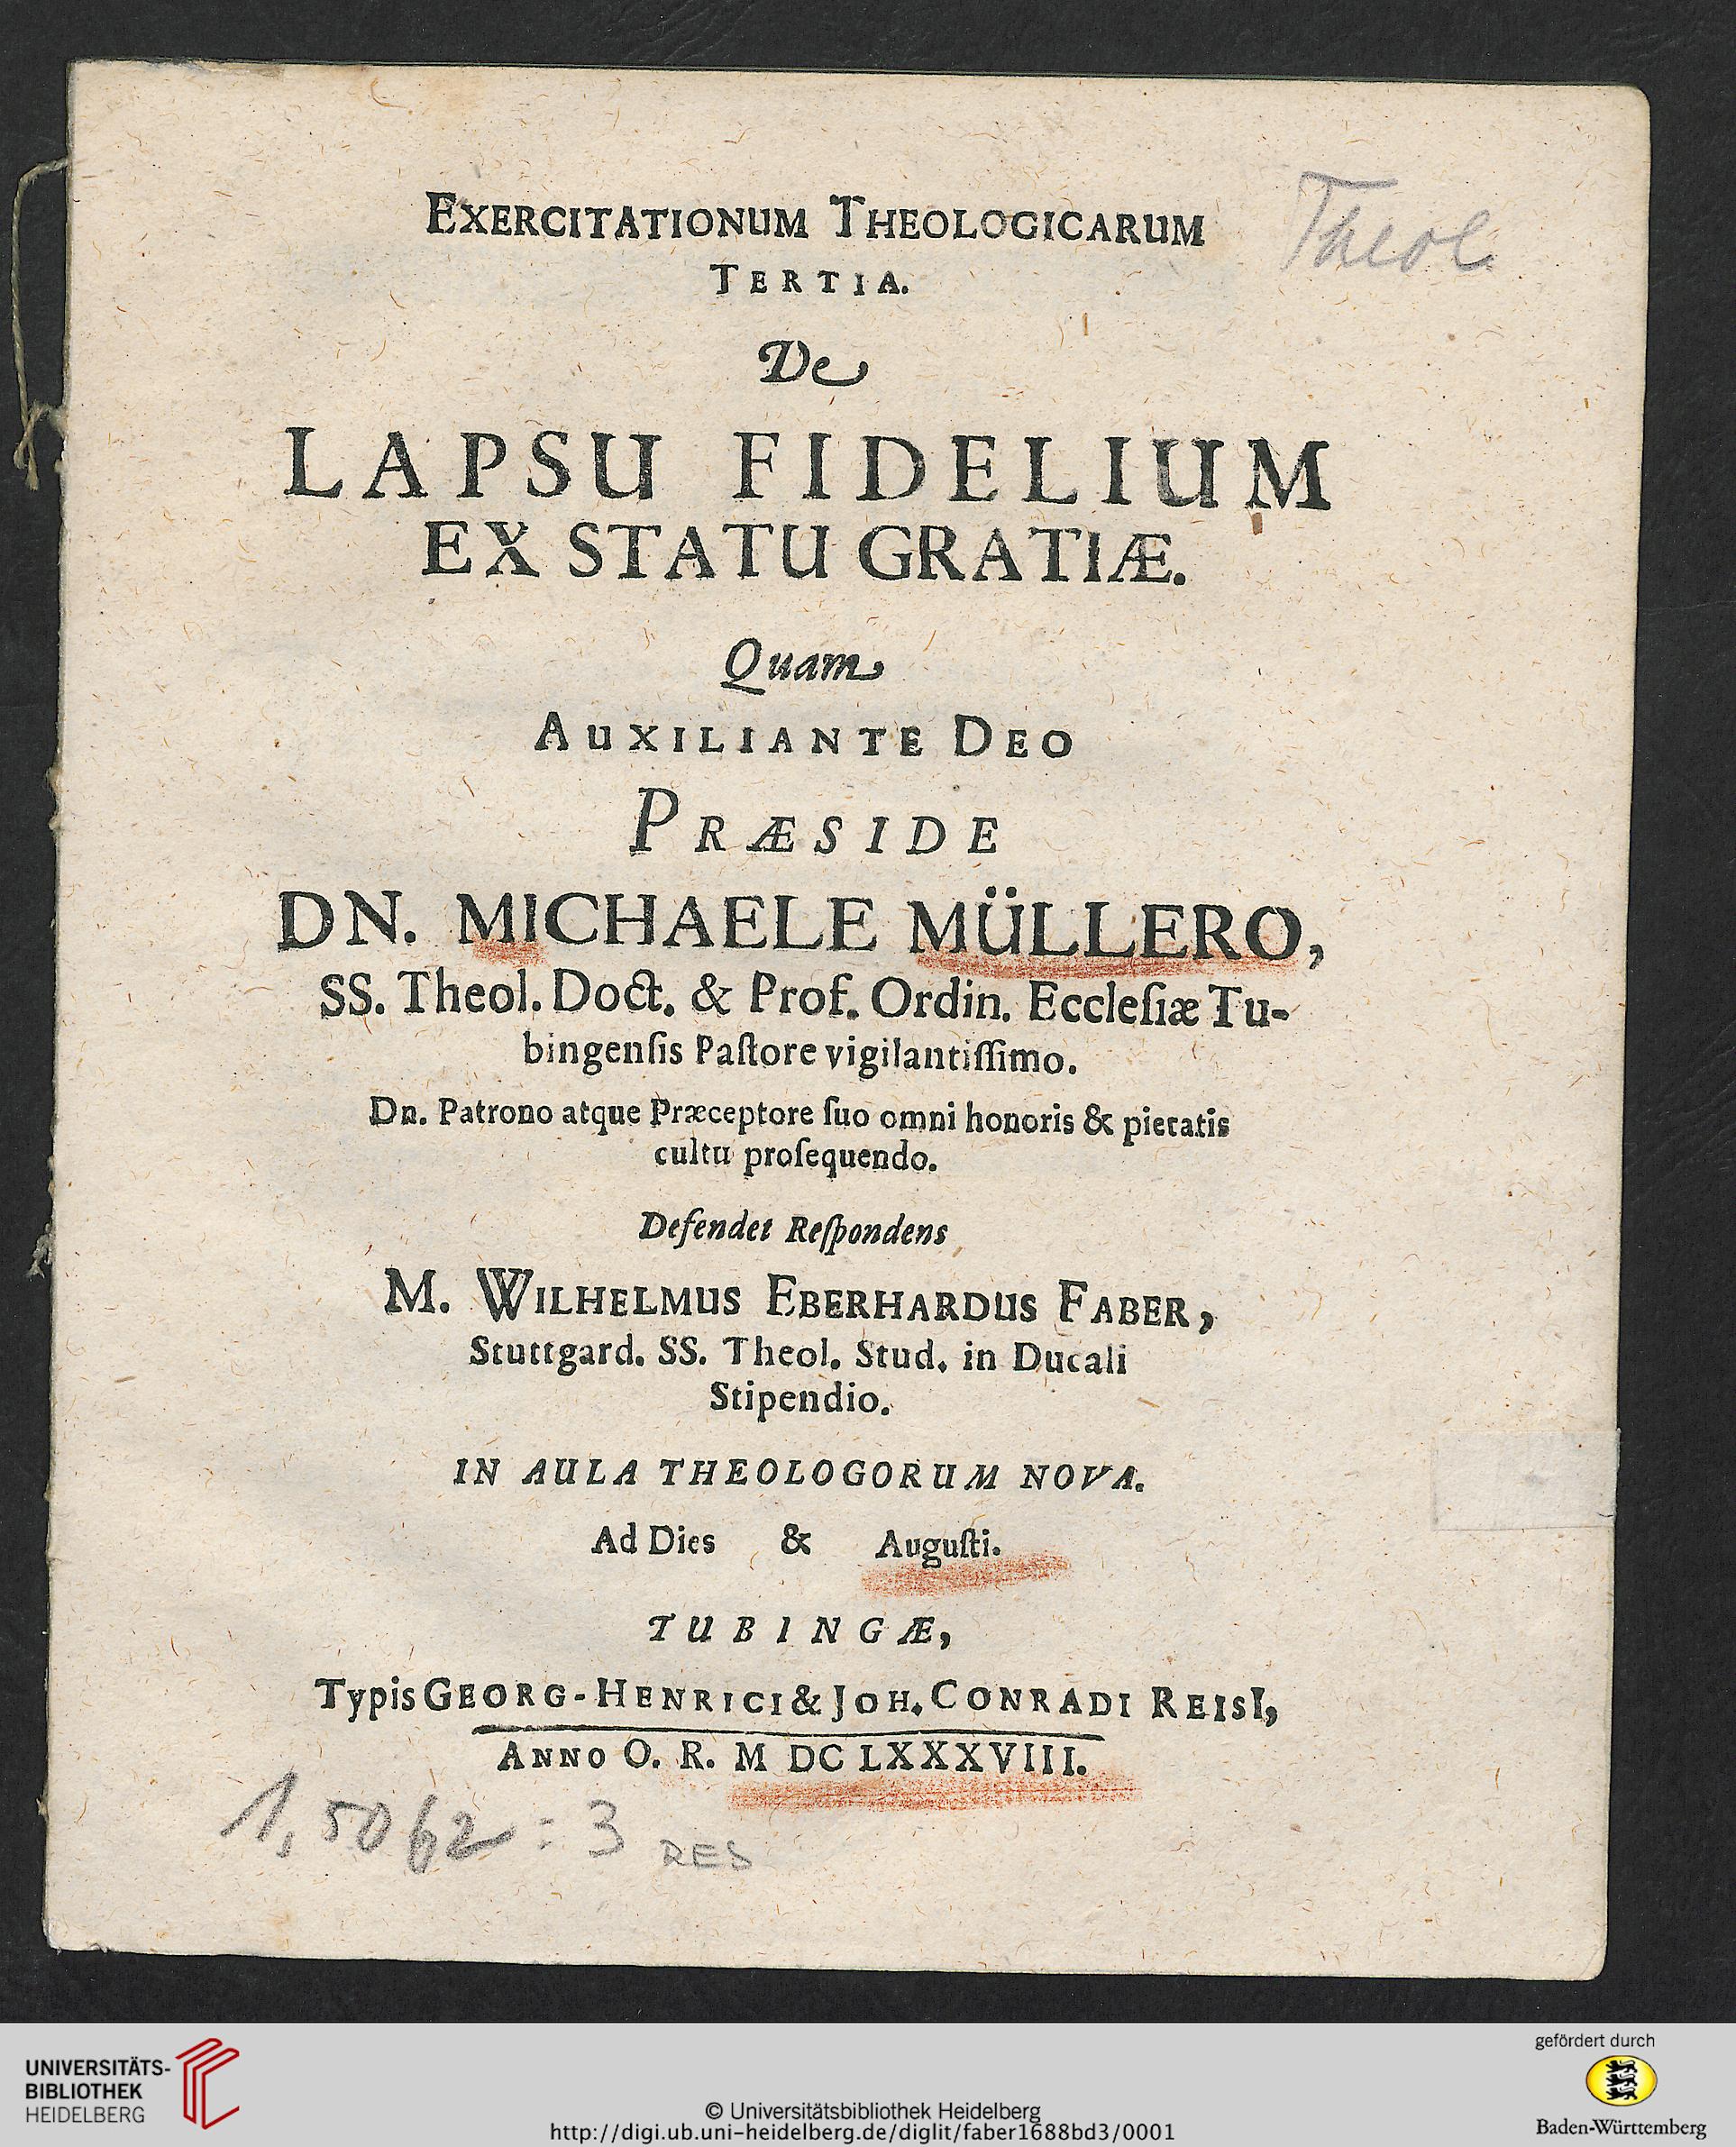 EXERCITATIONUM THEOLOGICARUM
Theol.
TERTIA.
De
LAPSU FIDELIUM
EX STATU GRATIÆ.
Quam
AUXILIANTE DEO
PRÆSIDE
DN. MICHAELE MÜLLERO,
SS. Theol. Doct. & Prof. Ordin. Eccleſiæ Tu-
bingenſis Paſtore vigilantiſſimo.
Dn. Patrono atque Præceptore ſuo omni honoris & pietatis
cultu proſequendo.
Defendet Reſpondens
M. WILHELMUS EBERHARDUS FABER,
Stuttgard. SS. Theol. Stud. in Ducali
Stipendio.
IN AULA THEOLOGORUM NOVA.
Ad Dies & Auguſti.
TUBINGÆ,
Typis GEORG-HENRICI & JOH. CONRADI REISI,
ANNO O. R. M DC LXXXVIII.
1, 5062 : 3 RES
UNIVERSITÄTS-
BIBLIOTHEK
HEIDELBERG
© Universitätsbibliothek Heidelberg
http://digi.ub.uni-heidelberg.de/diglit/faber1688bd3/0001
gefördert durch
Baden-Württemberg